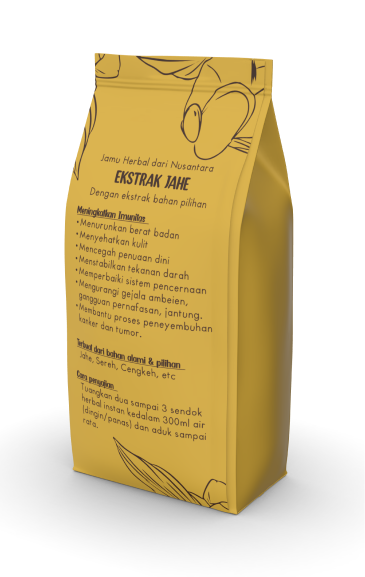 Jamu Herbal dari Nusantara
EKSTRAK JAHE
Dengan ekstrak bahan pilihan
Meningkatkan Imunitas
•Menurunkan berat badan
•Menyehatkan kulit
•Mencegah penuaan dini
•Menstabilkan tekanan darah
•Memperbaiki sistem pencernaan
•Mengurangi gejala ambeien,
gangguan pernafasan, jantung.
•Membantu proses peneyembuhan
kanker dan tumor.
Terbuat dari bahan alami & pilihan
Jahe, Sereh, Cengkeh, etc
Cara penyajian
Tuangkan dua sampai 3 sendok
herbal instan kedalam 300ml air
(dingin/panas) dan aduk sampai
rata.